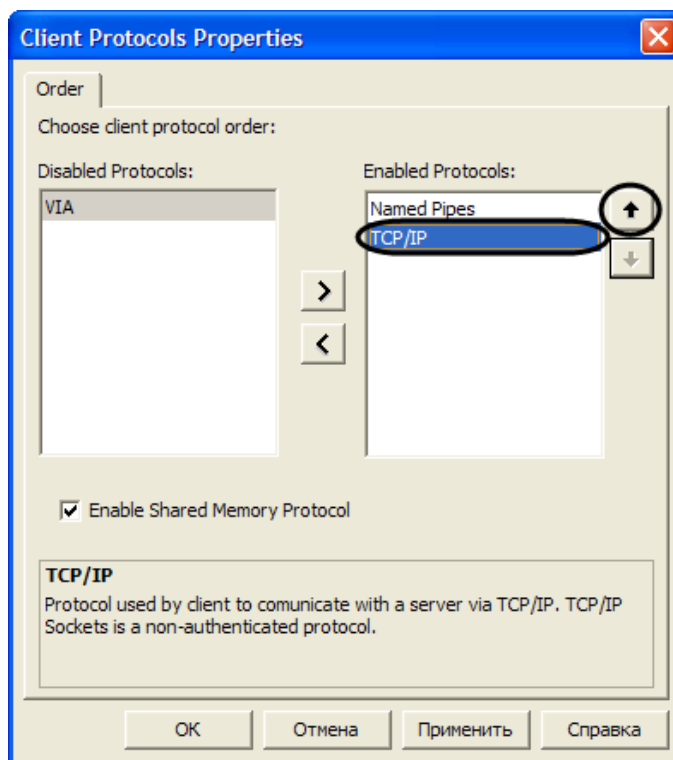 Client Protocols Properties
Order
Choose client protocol order:
Disabled Protocols:
Enabled Protocols:
VIA
Named Pipes
TCP/IP
Enable Shared Memory Protocol
TCP/IP
Protocol used by client to comunicate with a server via TCP/IP. TCP/IP
Sockets is a non-authenticated protocol.
ОК
Отмена
Применить
Справка